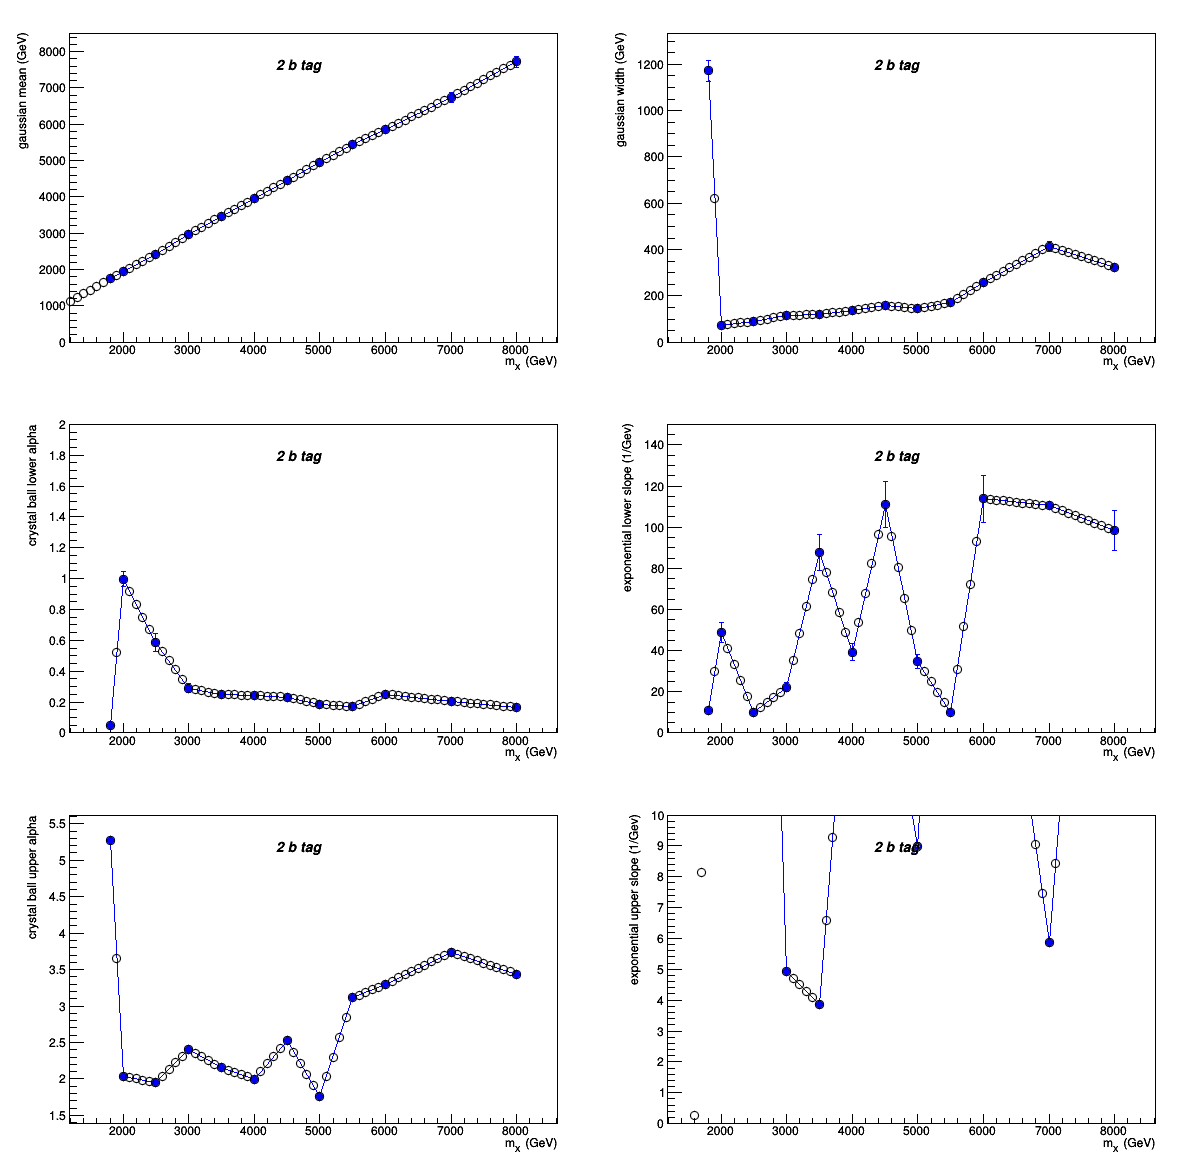 gaussian mean (GeV)
2 b tag
8000
7000
6000
5000
4000
3000
2000
1000
0
2000 3000 4000 5000 6000 7000 8000
m_x (GeV)
gaussian width (GeV)
2 b tag
1200
1000
800
600
400
200
0
2000 3000 4000 5000 6000 7000 8000
m_x (GeV)
crystal ball lower alpha
2 b tag
2
1.8
1.6
1.4
1.2
1
0.8
0.6
0.4
0.2
0
2000 3000 4000 5000 6000 7000 8000
m_x (GeV)
exponential lower slope (1/Gev)
2 b tag
140
120
100
80
60
40
20
0
2000 3000 4000 5000 6000 7000 8000
m_x (GeV)
crystal ball upper alpha
2 b tag
5.5
5
4.5
4
3.5
3
2.5
2
1.5
2000 3000 4000 5000 6000 7000 8000
m_x (GeV)
exponential upper slope (1/Gev)
2 b tag
10
9
8
7
6
5
4
3
2
1
0
2000 3000 4000 5000 6000 7000 8000
m_x (GeV)